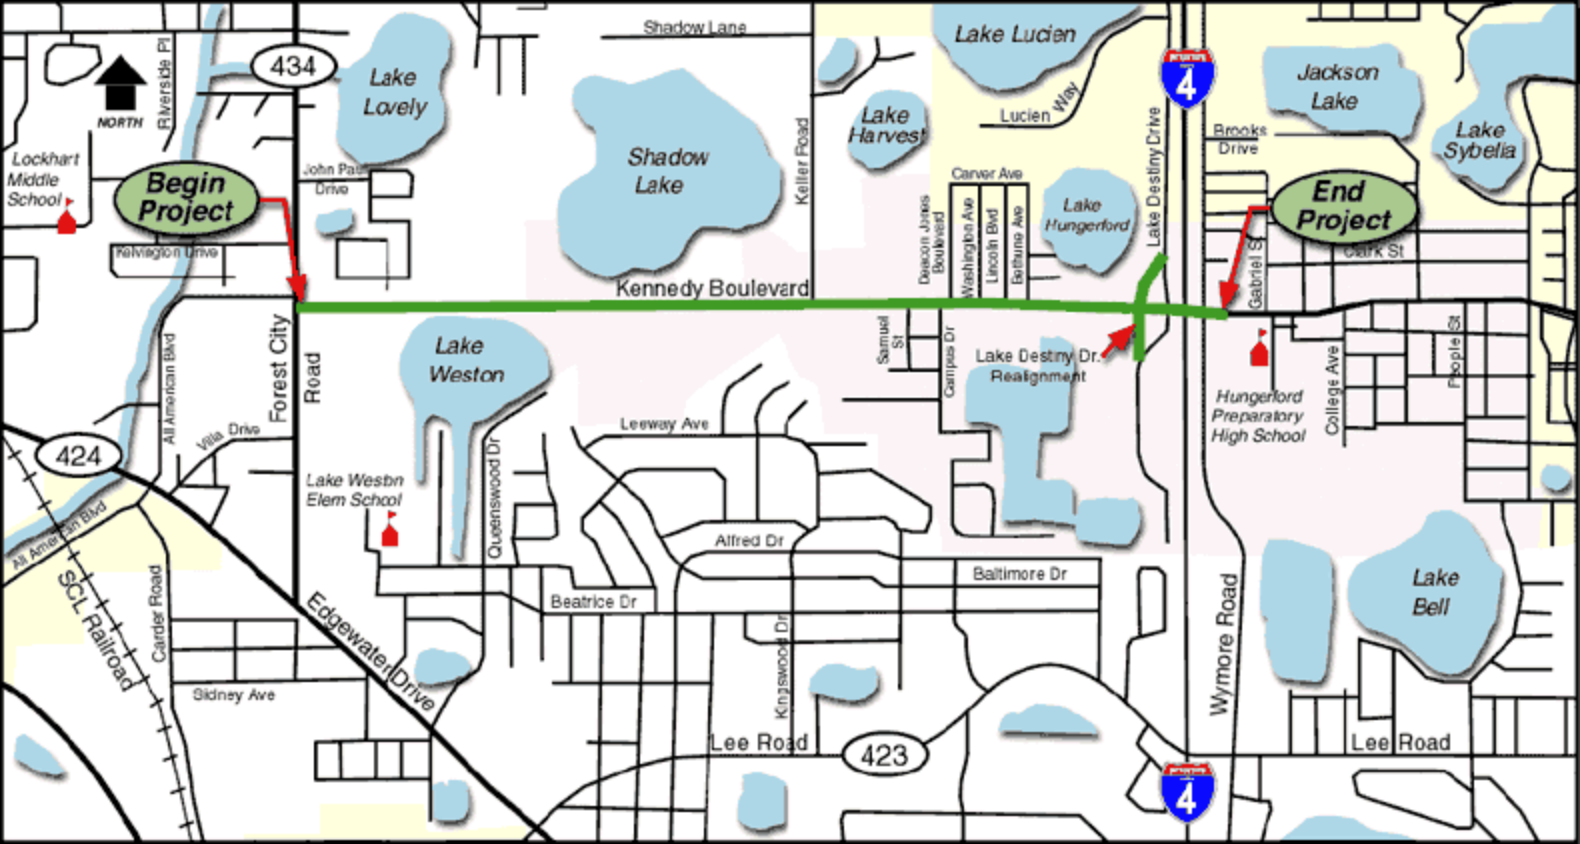 Shadow Lane
Lake Lucien
434
Riverside Pl
NORTH
Lake
Lovely
4
Jackson
Lake
Lucien Way
Lake
Harvest
Keller Road
Lake Destiny Drive
Brooks
Drive
Lake
Sybelia
Lockhart
Middle
School
Begin
Project
John Paul
Drive
Shadow
Lake
Carver Ave
Deacon Jones
Boulevard
Washington Ave
Lincoln Blvd
Bethune Ave
Lake
Hungerford
End
Project
Kelvington Drive
Clark St
Gabriel St
Kennedy Boulevard
Forest City
Road
All American Blvd
Lake
Weston
Samuel
St
Campus Dr
Lake Destiny Dr.
Realignment
Hungerford
Preparatory
High School
College Ave
People St
424
Villa Drive
Leeway Ave
Lake Weston
Elem School
Queenswood Dr
All American Blvd
Alfred Dr
Baltimore Dr
SCL Railroad
Carder Road
Edgewater Drive
Beatrice Dr
Kingswood Dr
Wymore Road
Lake
Bell
Sidney Ave
Lee Road
423
Lee Road
4